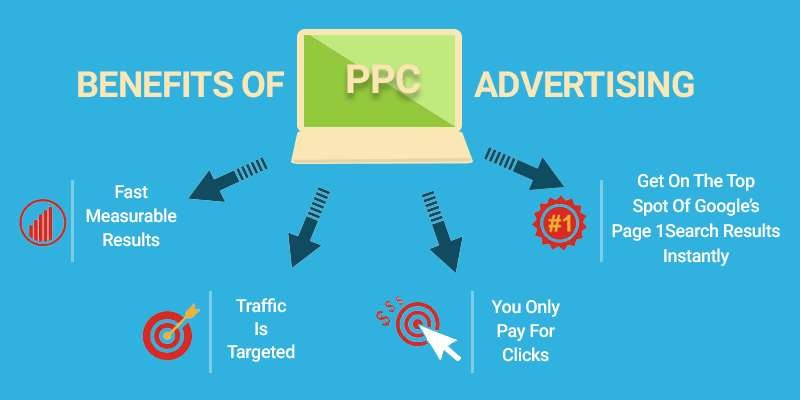 BENEFITS OF PPC ADVERTISING
Fast
Measurable
Results
Traffic
Is
Targeted
$ $ $
You Only
Pay For
Clicks
#1
Get On The Top
Spot Of Google's
Page 1Search Results
Instantly